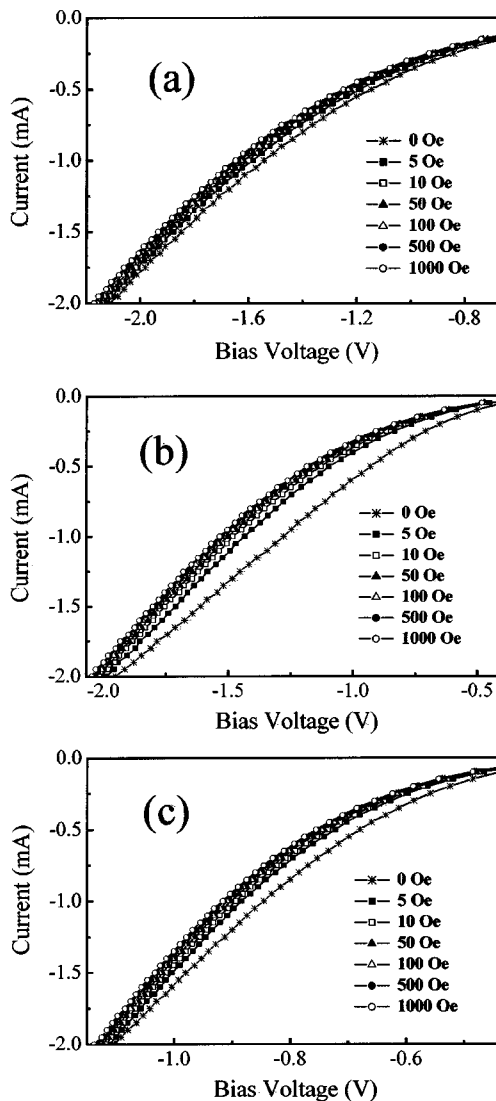 0.0
(a)
-0.5
0 Oe
5 Oe
10 Oe
50 Oe
100 Oe
500 Oe
1000 Oe
-1.0
-1.5
-2.0
Current (mA)
-2.0 -1.6 -1.2 -0.8
Bias Voltage (V)
0.0
(b)
-0.5
0 Oe
5 Oe
10 Oe
50 Oe
100 Oe
500 Oe
1000 Oe
-1.0
-1.5
-2.0
Current (mA)
-2.0 -1.5 -1.0 -0.5
Bias Voltage (V)
0.0
(c)
-0.5
0 Oe
5 Oe
10 Oe
50 Oe
100 Oe
500 Oe
1000 Oe
-1.0
-1.5
-2.0
Current (mA)
-1.0 -0.8 -0.6
Bias Voltage (V)